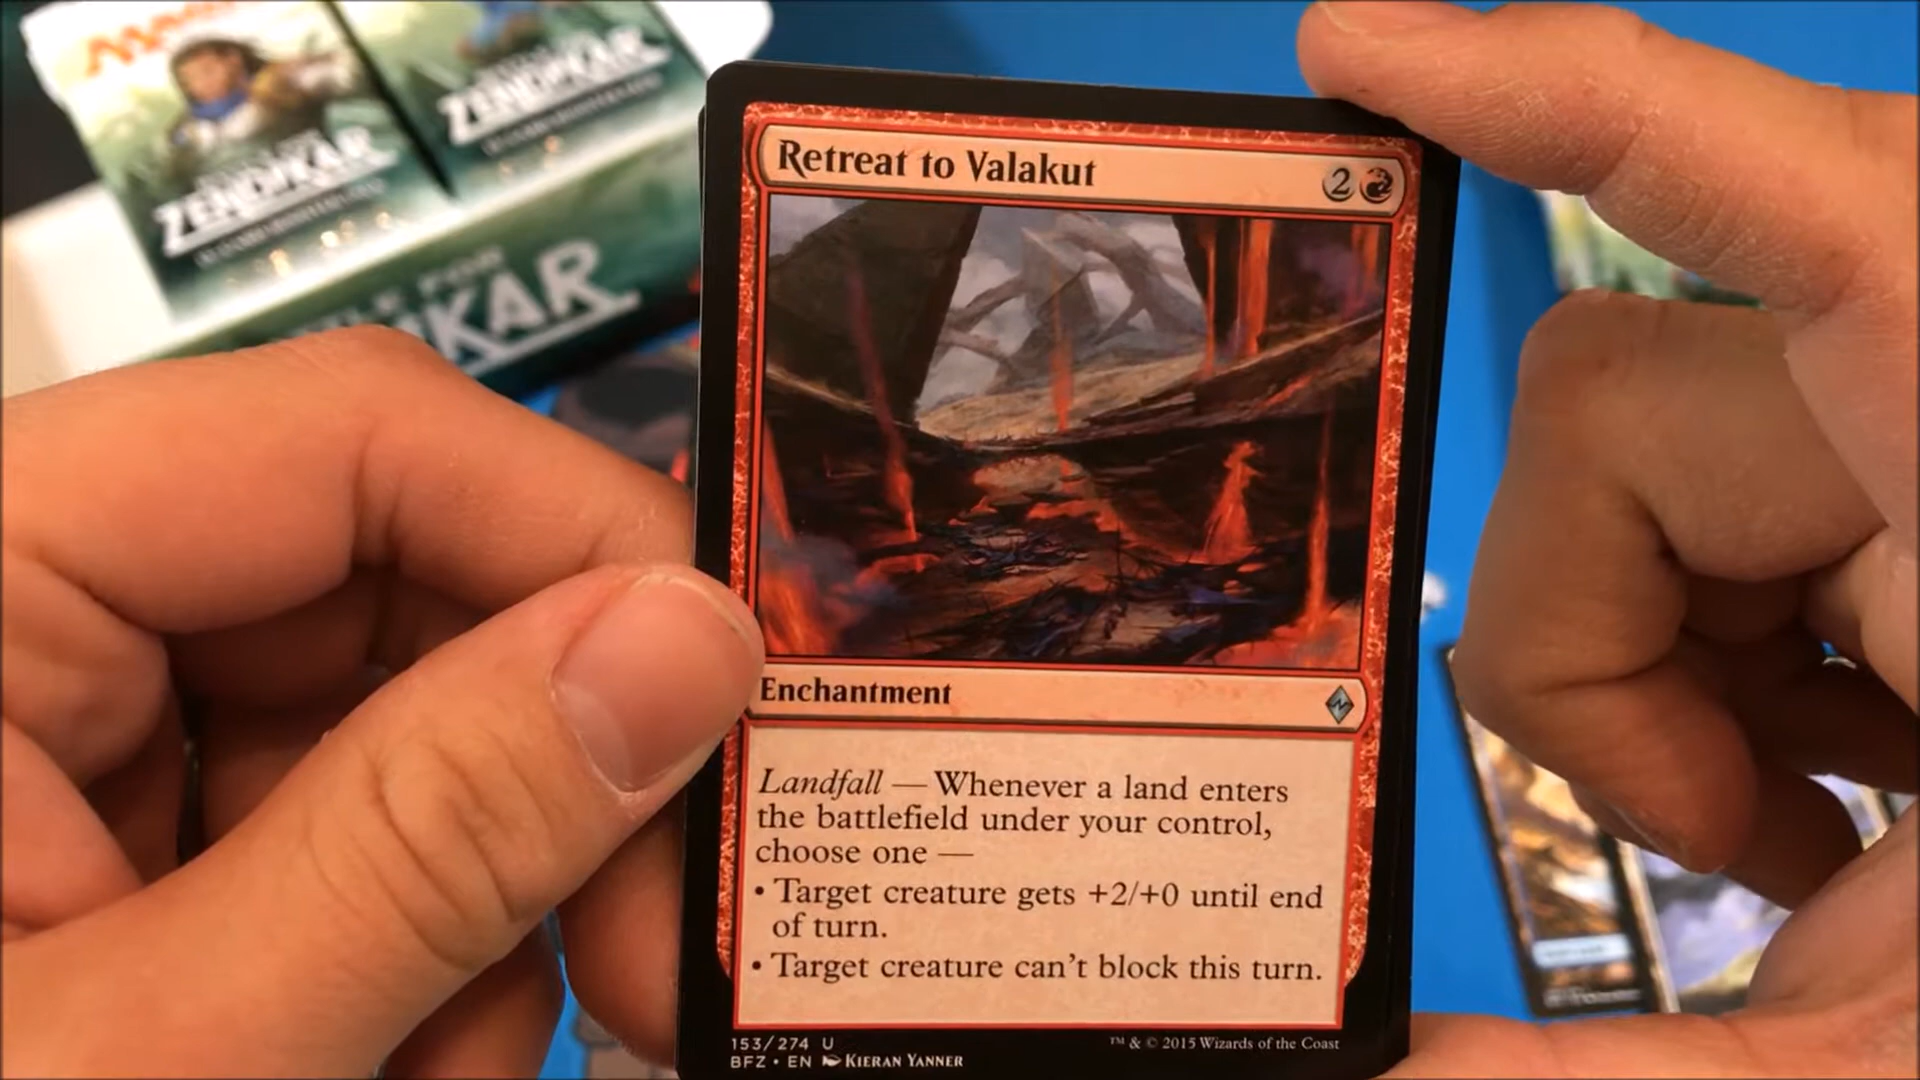 ZENDIKAR
ZENDIKAR
Retreat to Valakut
2
Enchantment
Landfall — Whenever a land enters
the battlefield under your control,
choose one —
• Target creature gets +2/+0 until end
of turn.
• Target creature can't block this turn.
153/274 U
BFZ • EN KIERAN YANNER
™ & © 2015 Wizards of the Coast